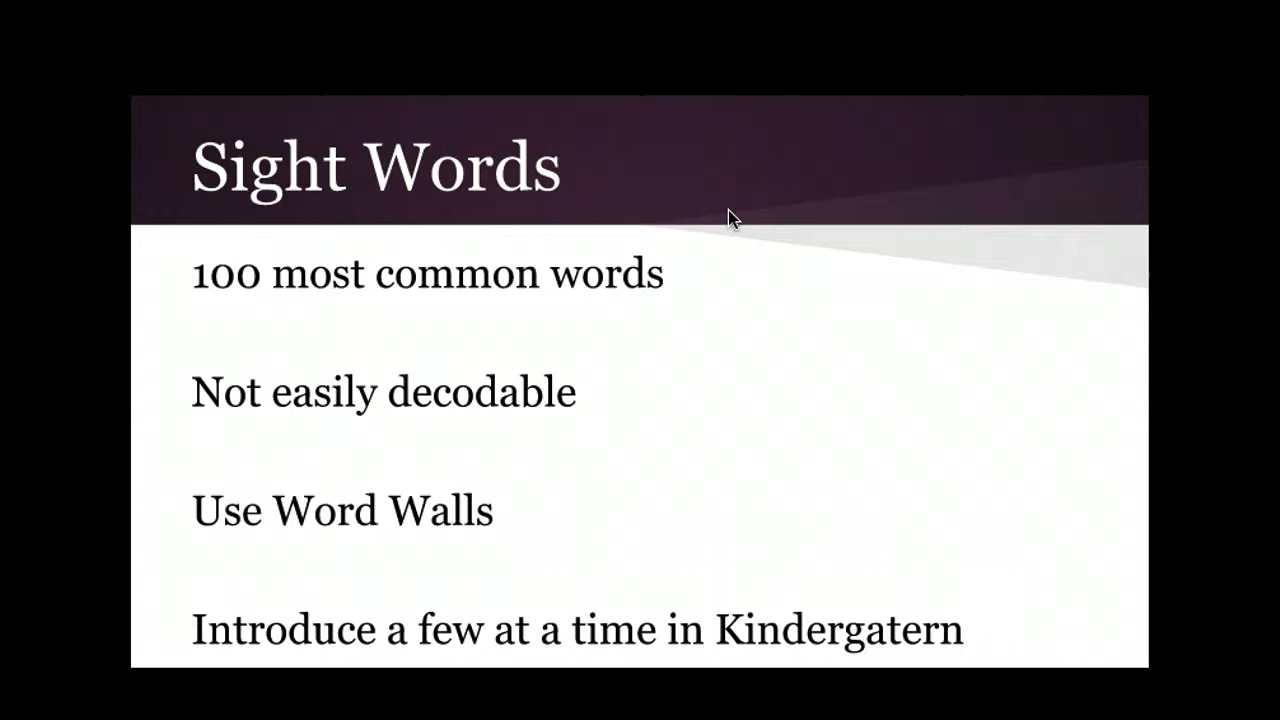 Sight Words
100 most common words
Not easily decodable
Use Word Walls
Introduce a few at a time in Kindergatern